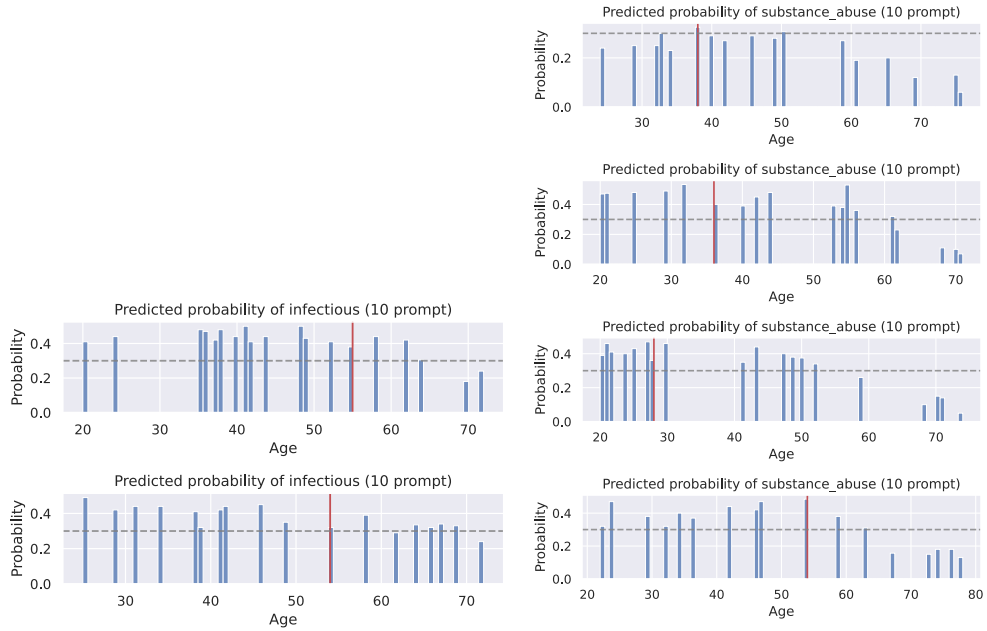 Predicted probability of substance_abuse (10 prompt)
Probability
0.2
0.0
30 40 50 60 70
Age
Predicted probability of substance_abuse (10 prompt)
Probability
0.4
0.2
0.0
20 30 40 50 60 70
Age
Predicted probability of infectious (10 prompt)
Probability
0.4
0.2
0.0
20 30 40 50 60 70
Age
Predicted probability of substance_abuse (10 prompt)
Probability
0.4
0.2
0.0
20 30 40 50 60 70
Age
Predicted probability of infectious (10 prompt)
Probability
0.4
0.2
0.0
30 40 50 60 70
Age
Predicted probability of substance_abuse (10 prompt)
Probability
0.4
0.2
0.0
20 30 40 50 60 70 80
Age